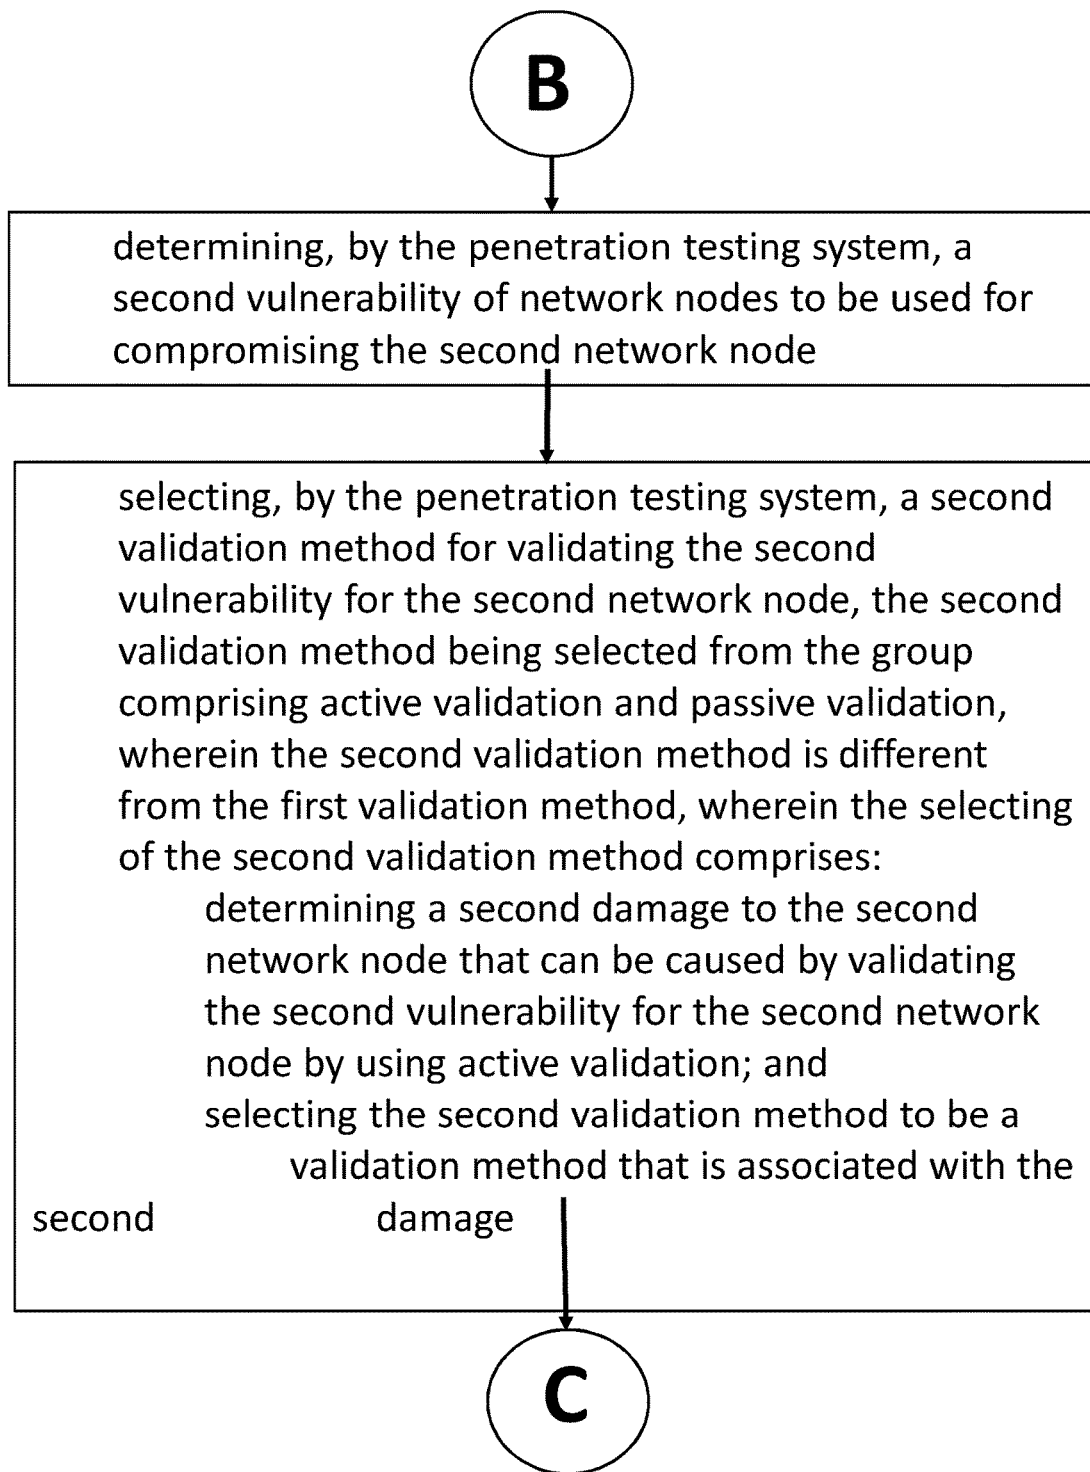 B
determining, by the penetration testing system, a
second vulnerability of network nodes to be used for
compromising the second network node
selecting, by the penetration testing system, a second
validation method for validating the second
vulnerability for the second network node, the second
validation method being selected from the group
comprising active validation and passive validation,
wherein the second validation method is different
from the first validation method, wherein the selecting
of the second validation method comprises:
determining a second damage to the second
network node that can be caused by validating
the second vulnerability for the second network
node by using active validation; and
selecting the second validation method to be a
validation method that is associated with the
second damage
C